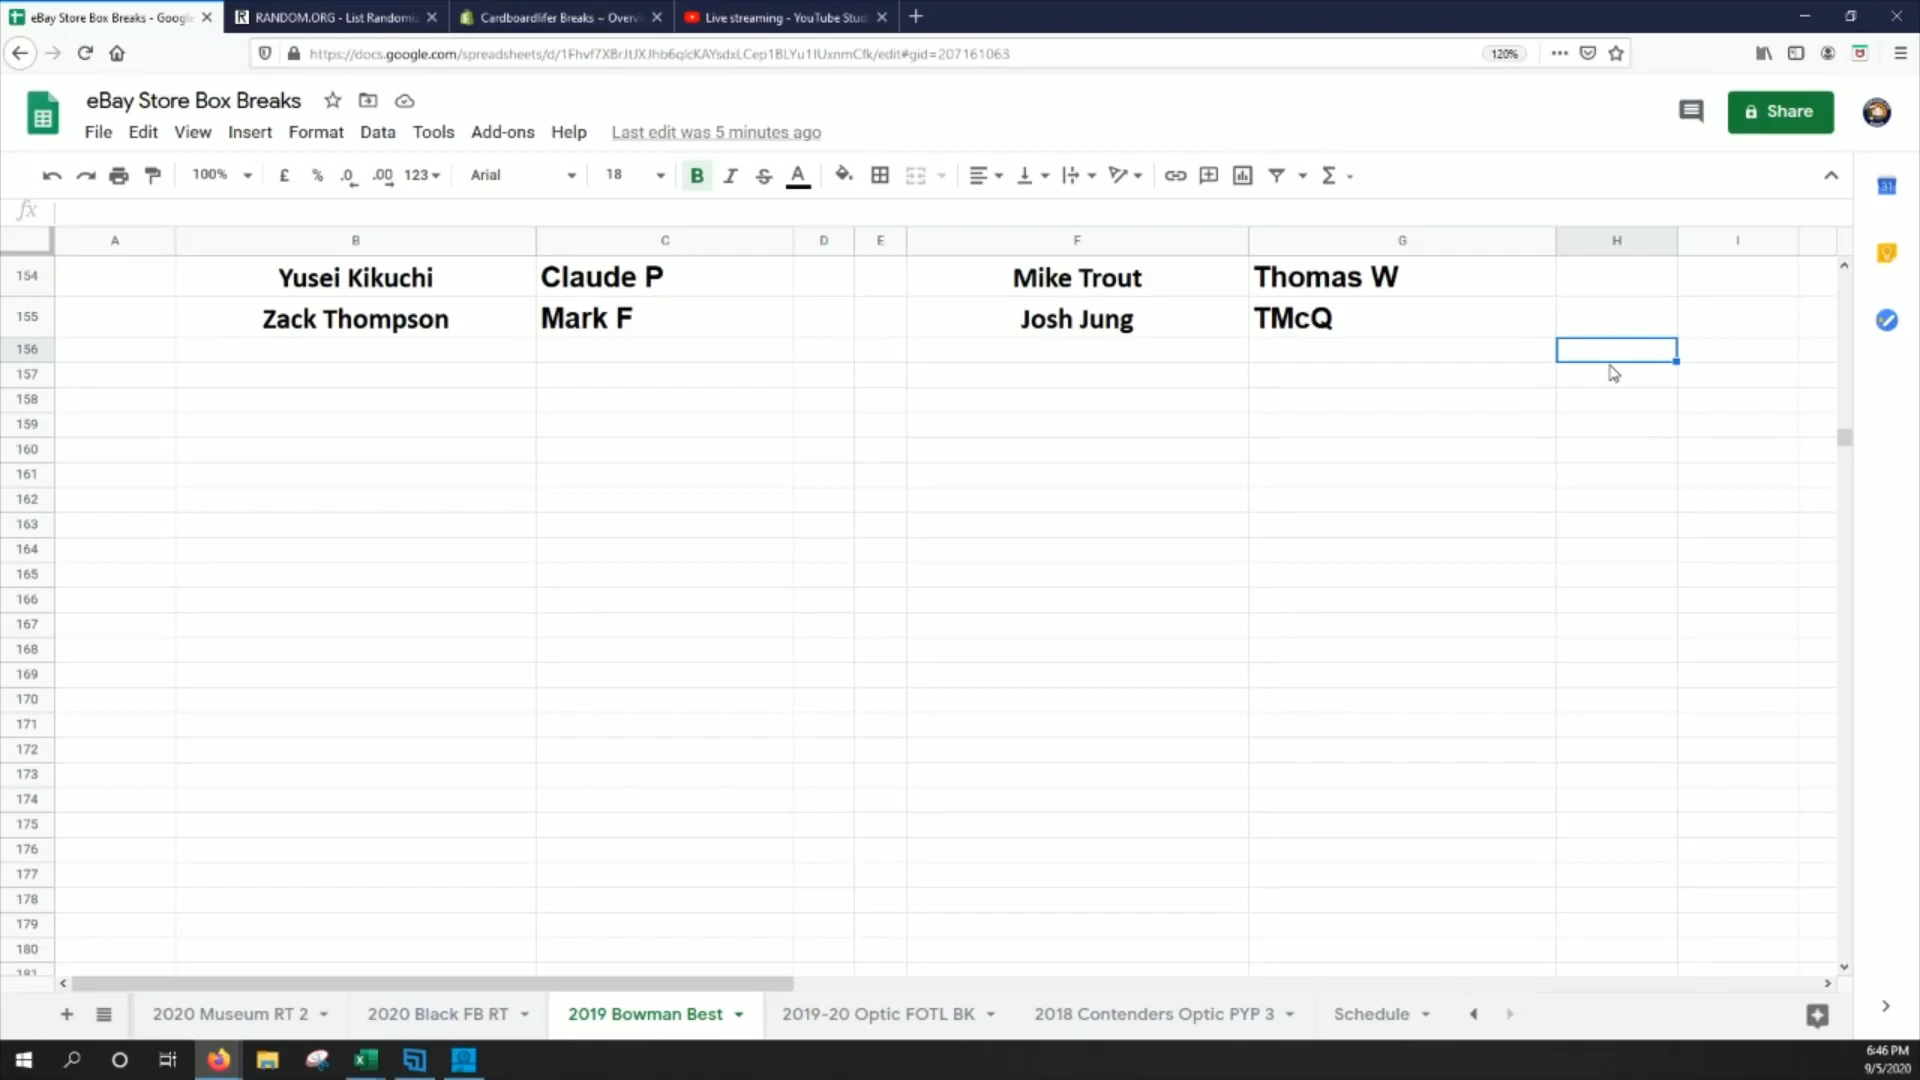 eBay Store Box Breaks - Google
RANDOM.ORG - List Randomi
Cardboardlifer Breaks ~ Overv
Live streaming - YouTube Stud
120%
eBay Store Box Breaks
File Edit View Insert Format Data Tools Add-ons Help Last edit was 5 minutes ago
Share
100% £ % .0 .00 123 Arial 18 B I S A
fx
A B C D E F G H I
154 Yusei Kikuchi Claude P Mike Trout Thomas W
155 Zack Thompson Mark F Josh Jung TMcQ
156
157
158
159
160
161
162
163
164
165
166
167
168
169
170
171
172
173
174
175
176
177
178
179
180
181
2020 Museum RT 2 2020 Black FB RT 2019 Bowman Best 2019-20 Optic FOTL BK 2018 Contenders Optic PYP 3 Schedule
6:46 PM
9/5/2020